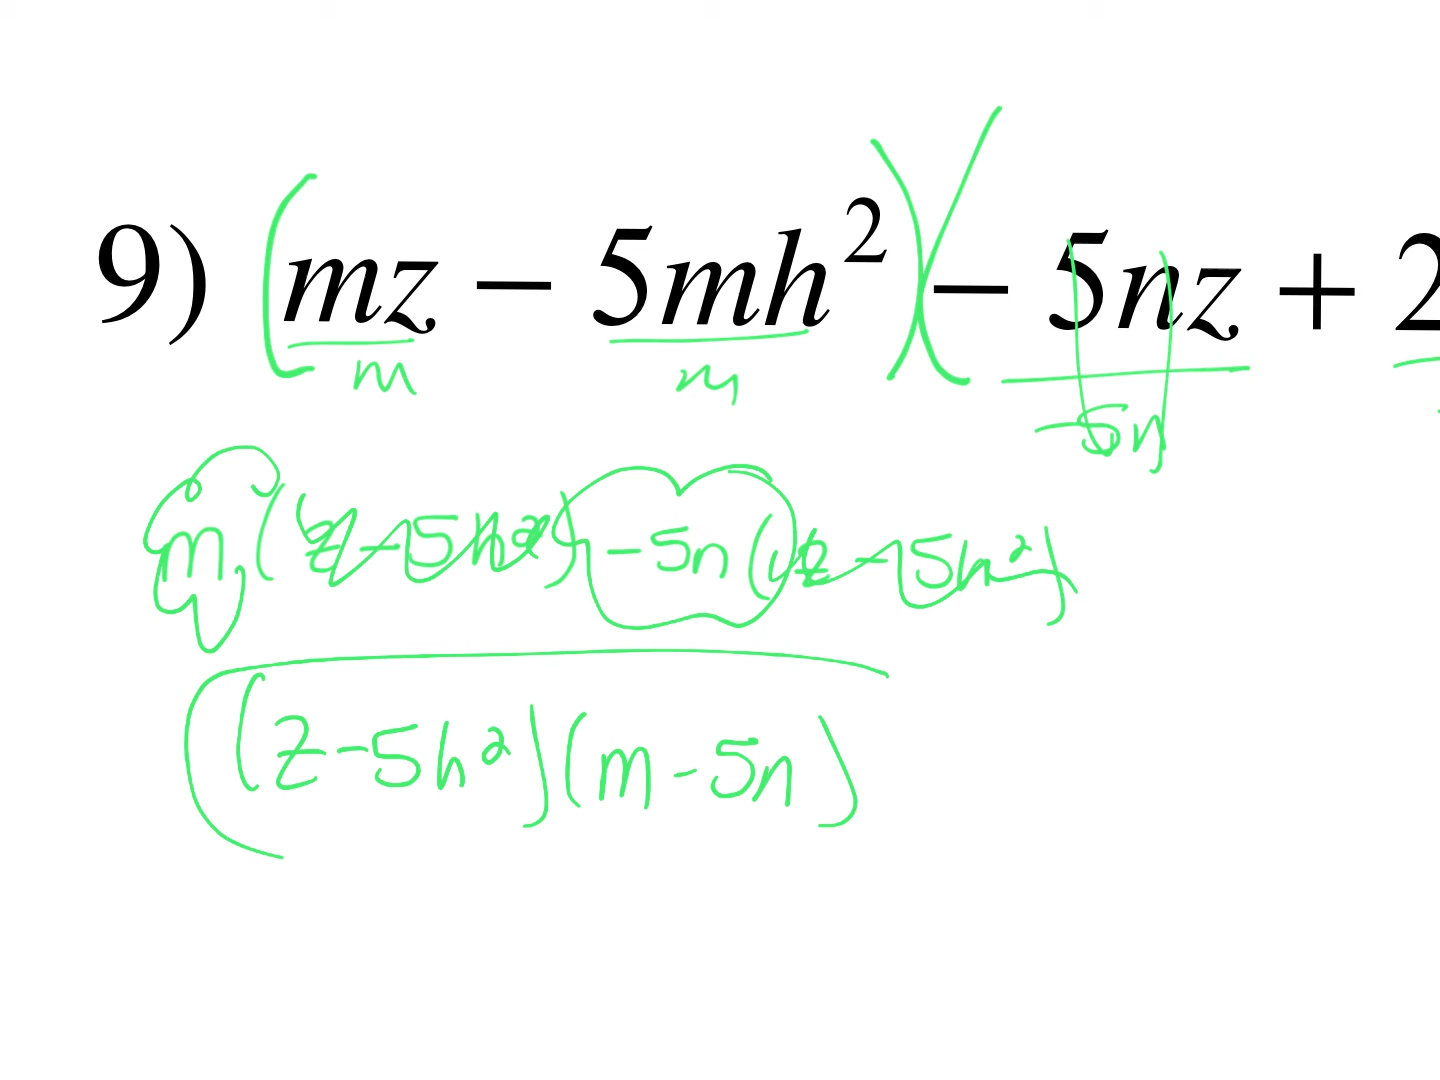 9) (mz − 5mh²)(− 5nz + 2
m m -5n
m(z-5h²)-5n(z-5h²)
(z-5h²)(m-5n)